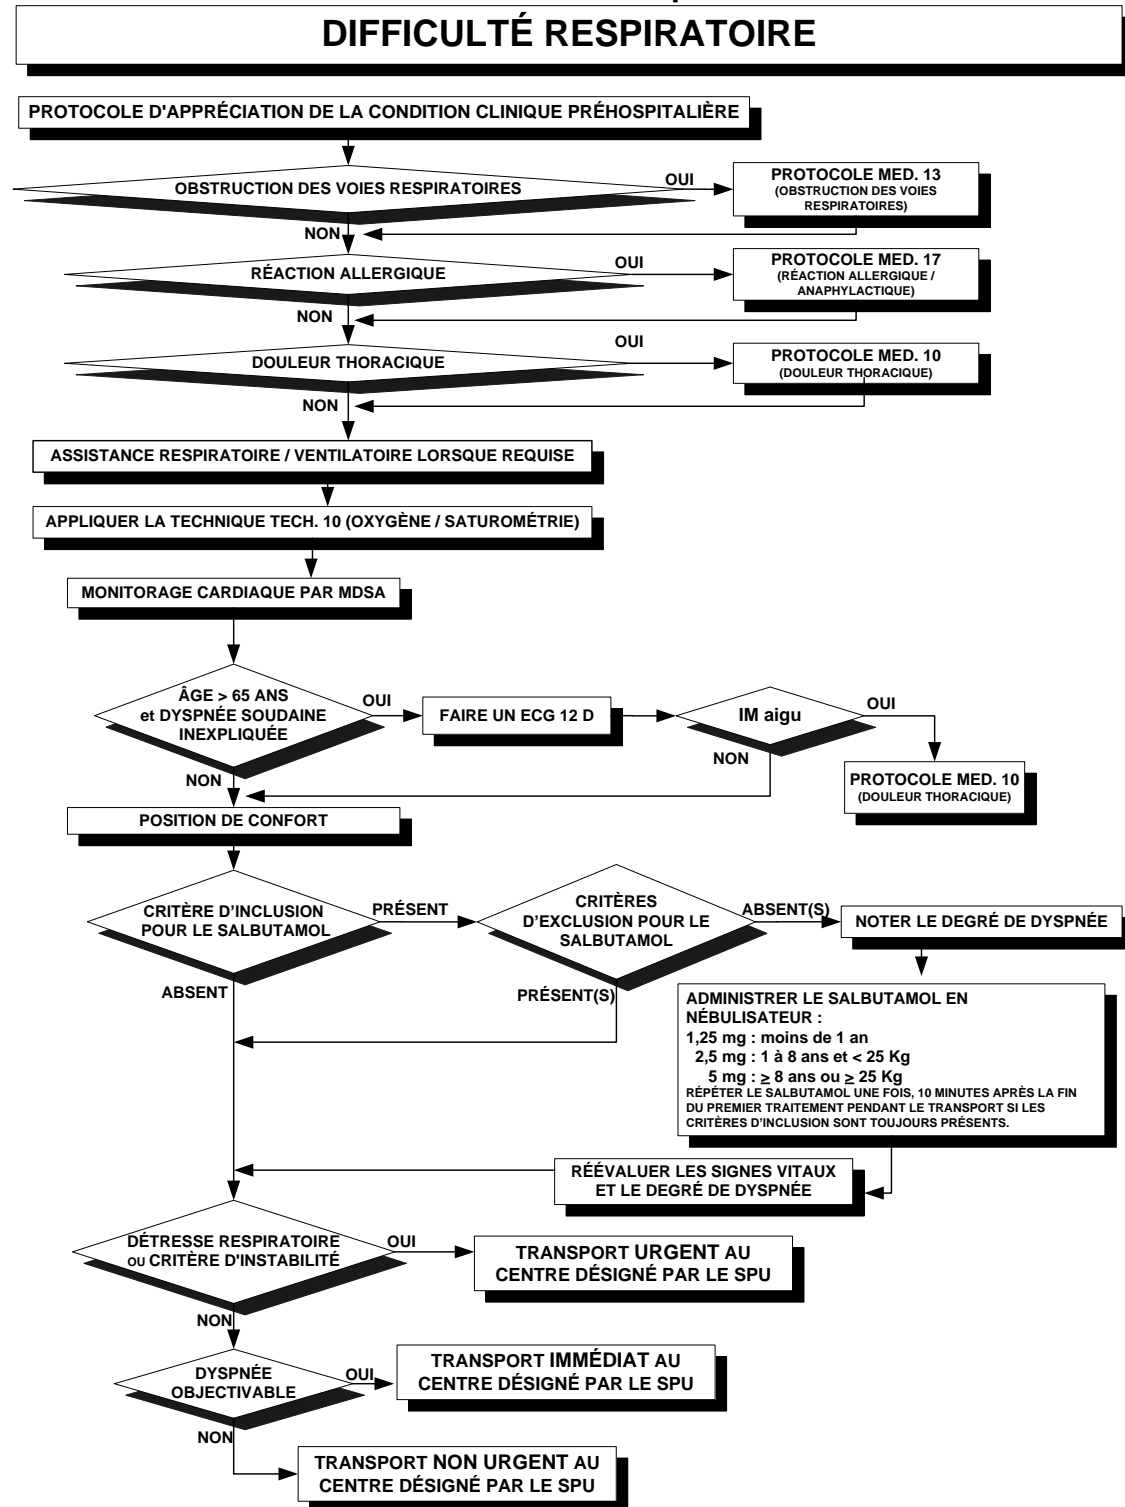 DIFFICULTÉ RESPIRATOIRE
PROTOCOLE D'APPRÉCIATION DE LA CONDITION CLINIQUE PRÉHOSPITALIÈRE
OBSTRUCTION DES VOIES RESPIRATOIRES
OUI
PROTOCOLE MED. 13
(OBSTRUCTION DES VOIES
RESPIRATOIRES)
NON
RÉACTION ALLERGIQUE
OUI
PROTOCOLE MED. 17
(RÉACTION ALLERGIQUE /
ANAPHYLACTIQUE)
NON
DOULEUR THORACIQUE
OUI
PROTOCOLE MED. 10
(DOULEUR THORACIQUE)
NON
ASSISTANCE RESPIRATOIRE / VENTILATOIRE LORSQUE REQUISE
APPLIQUER LA TECHNIQUE TECH. 10 (OXYGÈNE / SATUROMÉTRIE)
MONITORAGE CARDIAQUE PAR MDSA
ÂGE > 65 ANS
et DYSPNÉE SOUDAINE
INEXPLIQUÉE
OUI
FAIRE UN ECG 12 D
IM aigu
OUI
NON
NON
PROTOCOLE MED. 10
(DOULEUR THORACIQUE)
POSITION DE CONFORT
CRITÈRE D'INCLUSION
POUR LE SALBUTAMOL
PRÉSENT
CRITÈRES
D'EXCLUSION POUR LE
SALBUTAMOL
ABSENT(S)
NOTER LE DEGRÉ DE DYSPNÉE
ABSENT
PRÉSENT(S)
ADMINISTRER LE SALBUTAMOL EN
NÉBULISATEUR :
1,25 mg : moins de 1 an
2,5 mg : 1 à 8 ans et < 25 Kg
5 mg : ≥ 8 ans ou ≥ 25 Kg
RÉPÉTER LE SALBUTAMOL UNE FOIS, 10 MINUTES APRÈS LA FIN
DU PREMIER TRAITEMENT PENDANT LE TRANSPORT SI LES
CRITÈRES D'INCLUSION SONT TOUJOURS PRÉSENTS.
RÉÉVALUER LES SIGNES VITAUX
ET LE DEGRÉ DE DYSPNÉE
DÉTRESSE RESPIRATOIRE
OU CRITÈRE D'INSTABILITÉ
OUI
TRANSPORT URGENT AU
CENTRE DÉSIGNÉ PAR LE SPU
NON
DYSPNÉE
OBJECTIVABLE
OUI
TRANSPORT IMMÉDIAT AU
CENTRE DÉSIGNÉ PAR LE SPU
NON
TRANSPORT NON URGENT AU
CENTRE DÉSIGNÉ PAR LE SPU